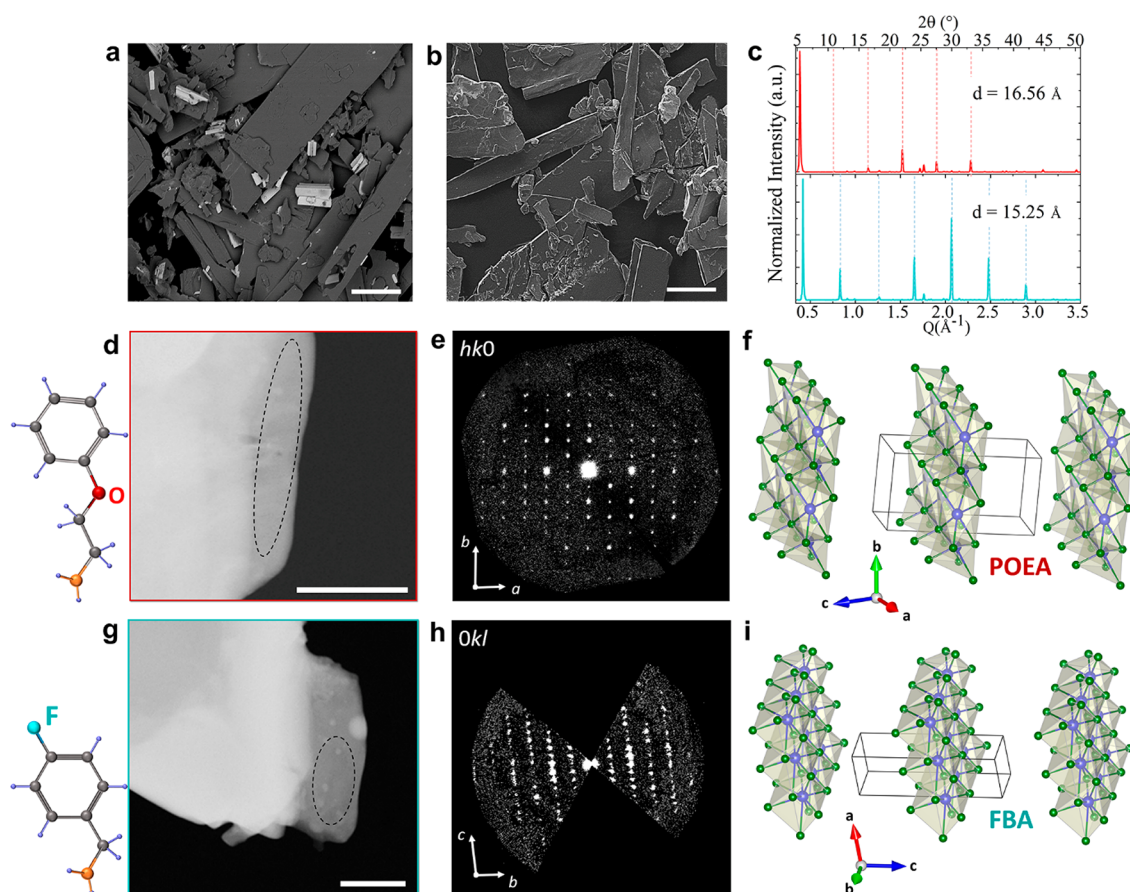 a
b
c
2θ (°)
5 10 15 20 25 30 35 40 45 50
Normalized Intensity (a.u.)
d = 16.56 Å
d = 15.25 Å
0.5 1.0 1.5 2.0 2.5 3.0 3.5
Q(Å-1)
d
O
e
hk0
b
a
f
POEA
b
c
a
g
F
h
0kl
c
b
i
FBA
a
c
b